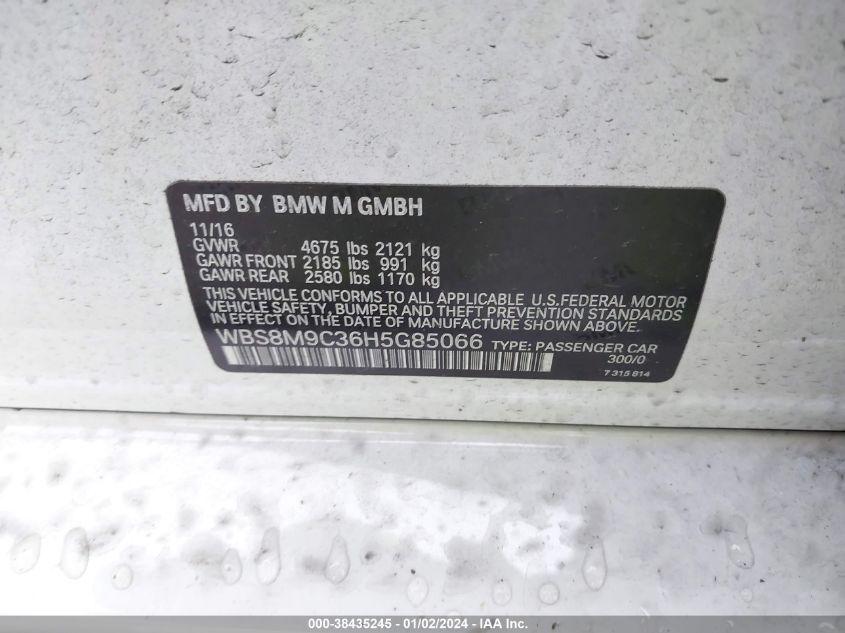 MFD BY BMW M GMBH
11/16
GVWR 4675 lbs 2121 kg
GAWR FRONT 2185 lbs 991 kg
GAWR REAR 2580 lbs 1170 kg
THIS VEHICLE CONFORMS TO ALL APPLICABLE U.S.FEDERAL MOTOR
VEHICLE SAFETY, BUMPER AND THEFT PREVENTION STANDARDS
IN EFFECT ON THE DATE OF MANUFACTURE SHOWN ABOVE.
WBS8M9C36H5G85066 TYPE: PASSENGER CAR
300/0
7 315 814
000-38435245 - 01/02/2024 - IAA Inc.